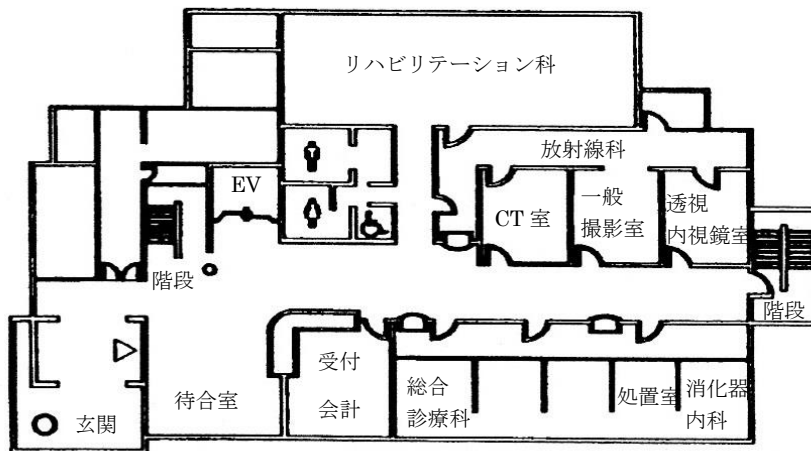 リハビリテーション科
放射線科
EV
CT 室
一般
撮影室
透視
内視鏡室
階段
階段
受付
会計
待合室
玄関
総合
診療科
処置室
消化器
内科